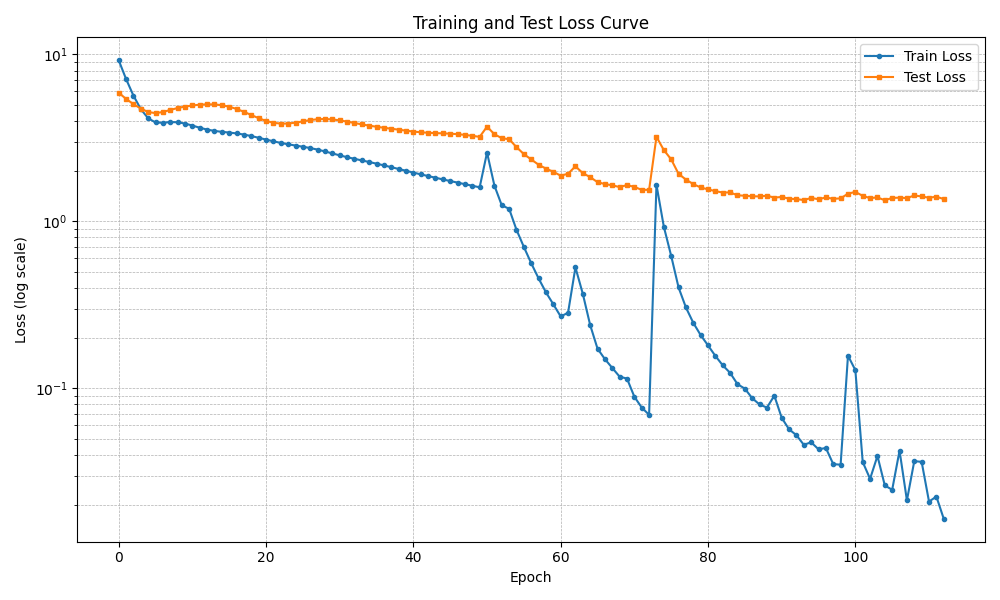 Training and Test Loss Curve
Train Loss
Test Loss
Loss (log scale)
10¹
10⁰
10⁻¹
0 20 40 60 80 100
Epoch